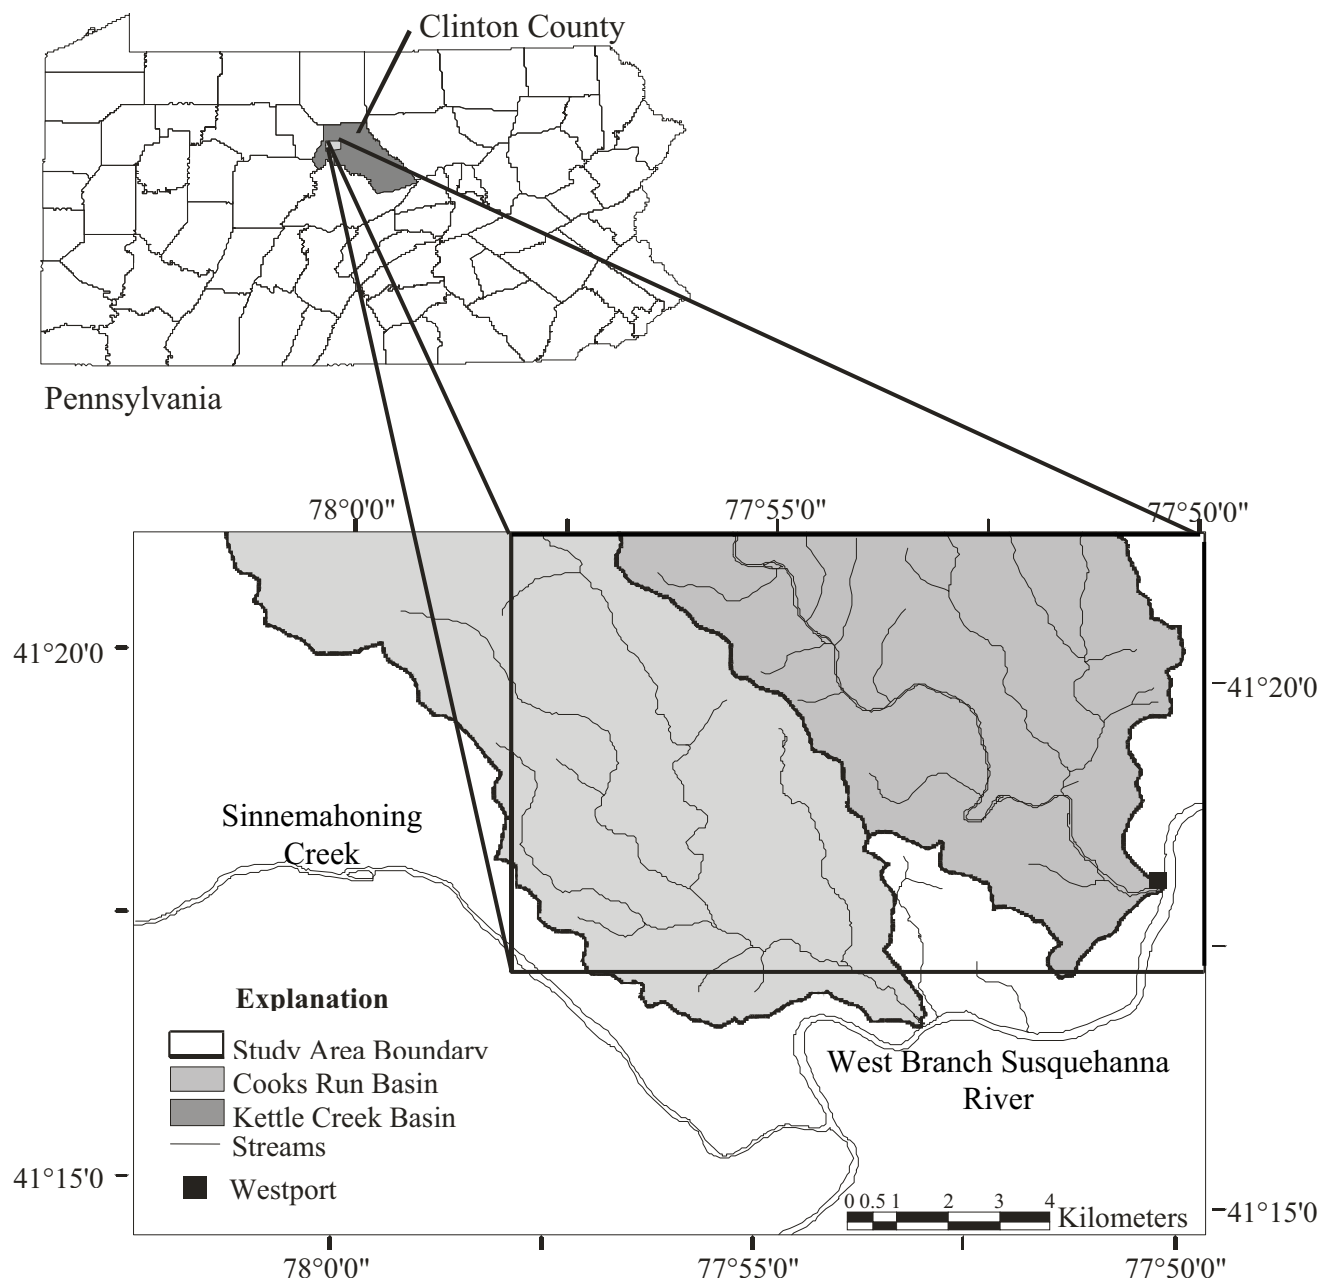 Clinton County
Pennsylvania
78°0'0"
77°55'0"
77°50'0"
41°20'0
41°20'0
Sinnemahoning
Creek
Explanation
Study Area Boundary
Cooks Run Basin
Kettle Creek Basin
Streams
Westport
West Branch Susquehanna
River
41°15'0
0 0.5 1 2 3 4
Kilometers
41°15'0
78°0'0"
77°55'0"
77°50'0"